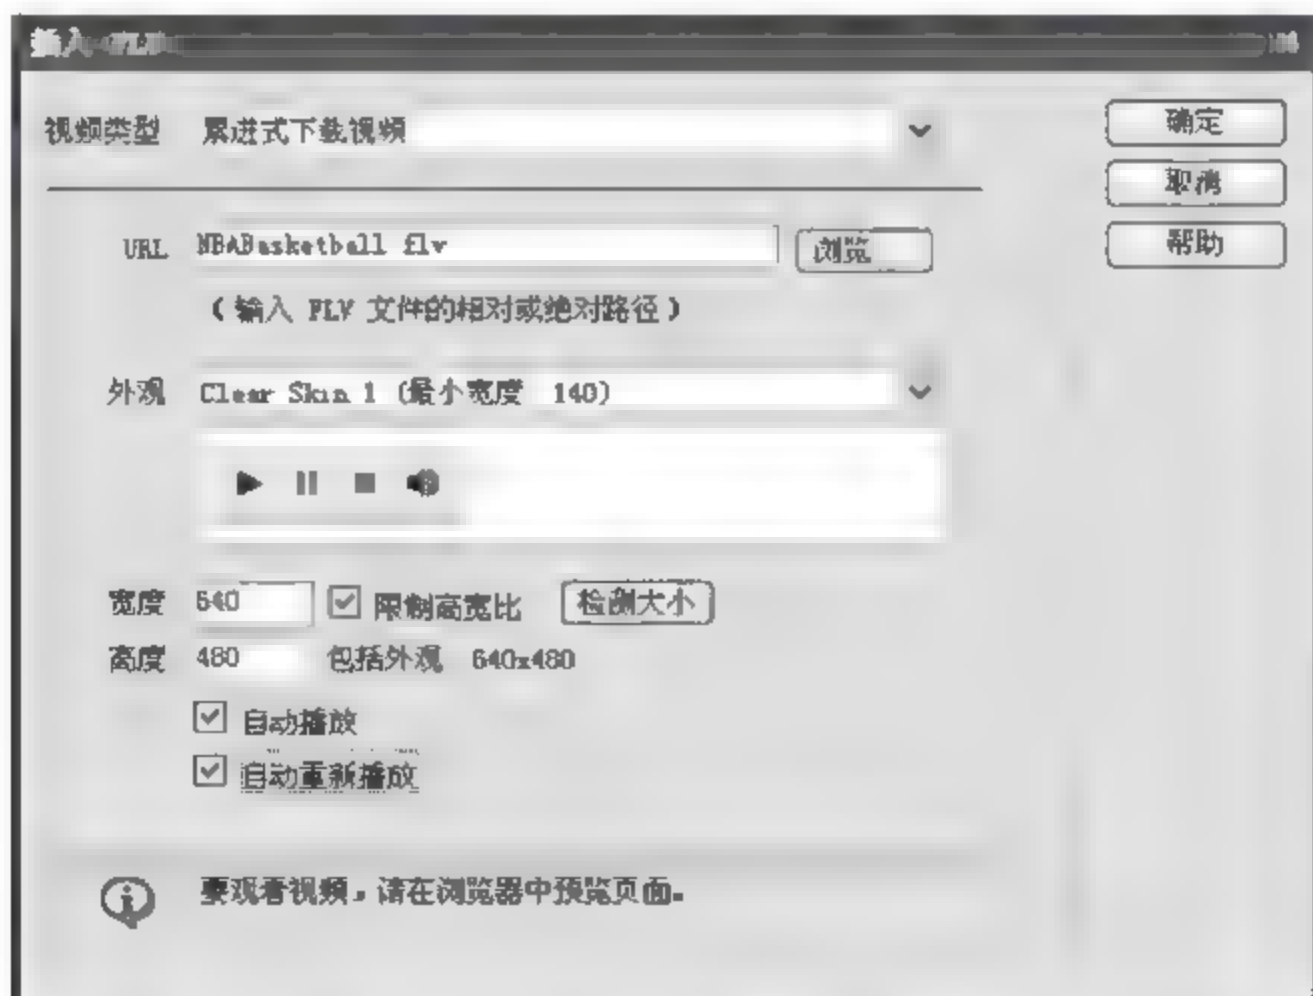 插入 FLV
视频类型 累进式下载视频
确定
取消
URL NBABasketball flv 浏览
帮助
(输入 FLV 文件的相对或绝对路径)
外观 Clear Skin 1 (最小宽度 140)
宽度 640 限制高宽比 检测大小
高度 480 包括外观 640x480
自动播放
自动重新播放
要观看视频，请在浏览器中预览页面。